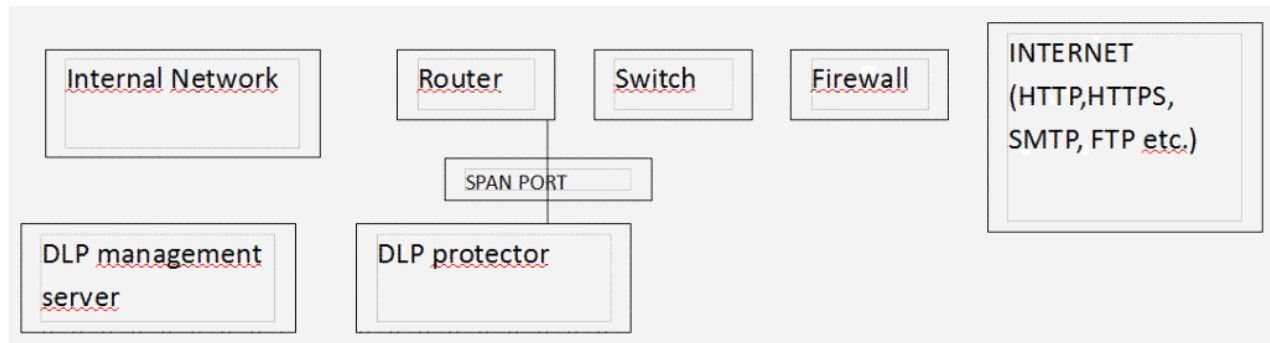 Internal Network
Router
Switch
Firewall
INTERNET
(HTTP,HTTPS,
SMTP, FTP etc.)
SPAN PORT
DLP management
server
DLP protector